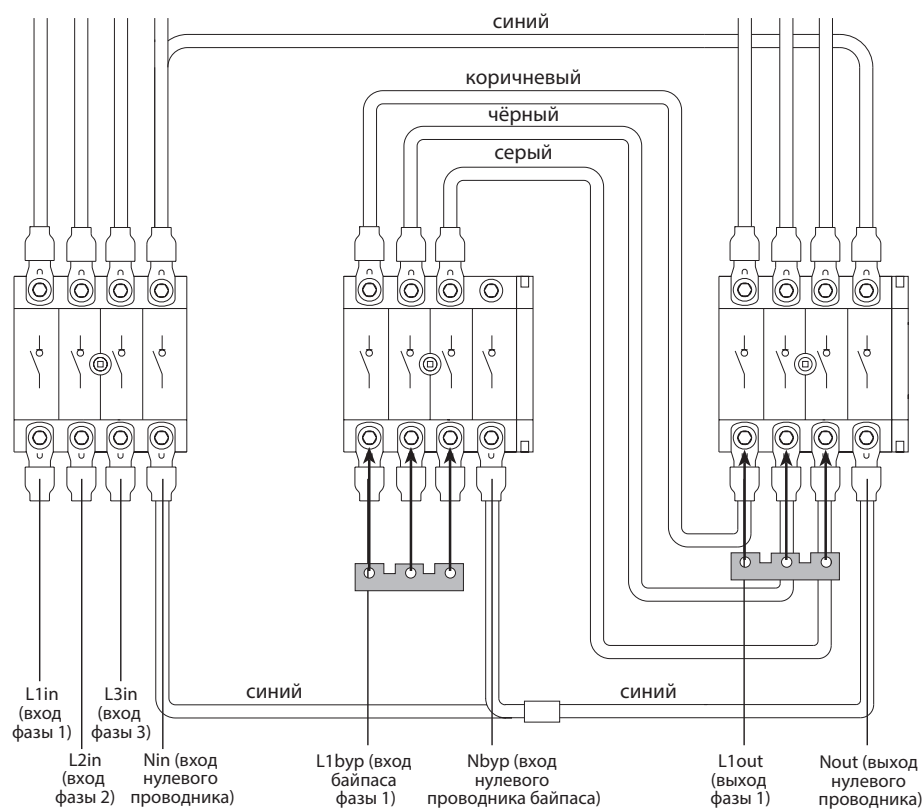 синий
коричневый
чёрный
серый
синий
синий
L1in
(вход
фазы 1)
L3in
(вход
фазы 3)
L2in
(вход
фазы 2)
Nin (вход
нулевого
проводника)
L1byp (вход
байпаса
фазы 1)
Nbyp (вход
нулевого
проводника байпаса)
L1out
(выход
фазы 1)
Nout (выход
нулевого
проводника)